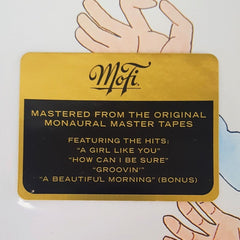 MoFi
MASTERED FROM THE ORIGINAL
MONAURAL MASTER TAPES
FEATURING THE HITS:
"A GIRL LIKE YOU"
"HOW CAN I BE SURE"
"GROOVIN'"
"A BEAUTIFUL MORNING" (BONUS)